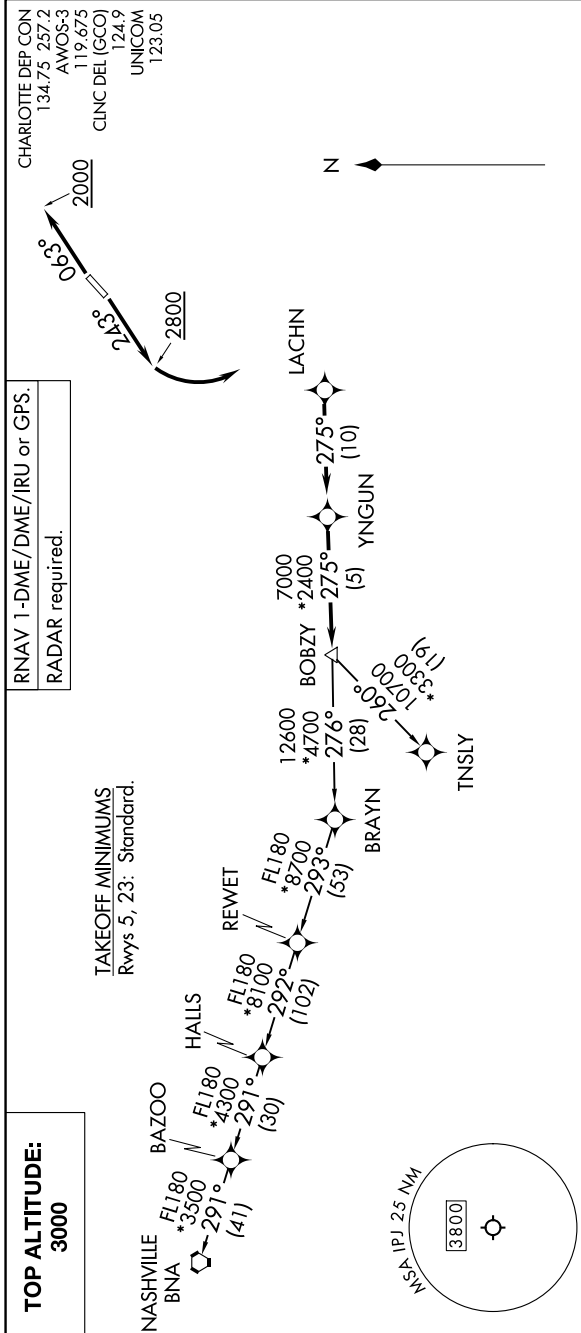 TOP ALTITUDE:
3000
RNAV 1-DME/DME/IRU or GPS.
RADAR required.
CHARLOTTE DEP CON
134.75 257.2
AWOS-3
119.675
CLNC DEL (GCO)
124.9
UNICOM
123.05
TAKEOFF MINIMUMS
Rwys 5, 23: Standard.
063°
2000
243°
2800
N
LACHN
275°
(10)
YNGUN
7000
*2400
275°
(5)
BOBZY
260°
10700
*3300
(19)
TNSLY
12600
*4700
276°
(28)
BRAYN
FL180
*8700
293°
(53)
REWET
FL180
*8100
292°
(102)
HALLS
FL180
*4300
291°
(30)
BAZOO
FL180
*3500
291°
(41)
NASHVILLE
BNA
MSA IPJ 25 NM
3800